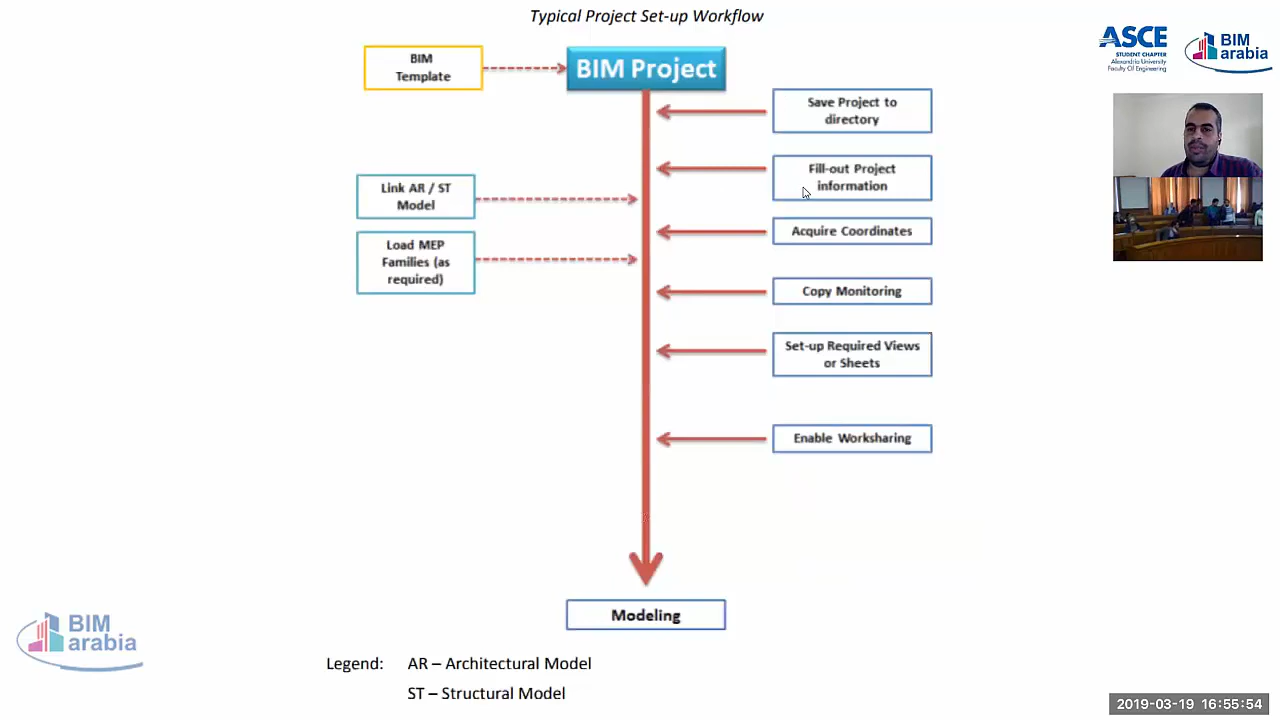 Typical Project Set-up Workflow
BIM
Template
BIM Project
Save Project to
directory
Fill-out Project
information
Link AR / ST
Model
Acquire Coordinates
Load MEP
Families (as
required)
Copy Monitoring
Set-up Required Views
or Sheets
Enable Worksharing
Modeling
Legend: AR – Architectural Model
ST – Structural Model
ASCE
STUDENT CHAPTER
Alexandria University
Faculty Of Engineering
BIM
arabia
BIM
arabia
2019-03-19 16:55:54